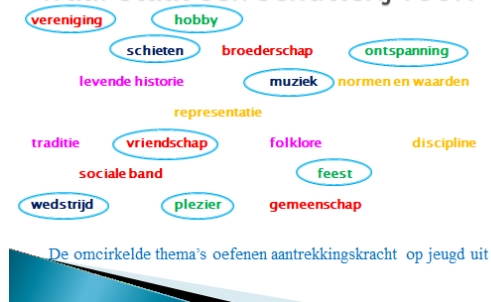 vereniging hobby
schieten broederschap ontspanning
levende historie muziek normen en waarden
representatie
traditie vriendschap folklore discipline
sociale band feest
wedstrijd plezier gemeenschap
De omcirkelde thema's oefenen aantrekkingskracht op jeugd uit